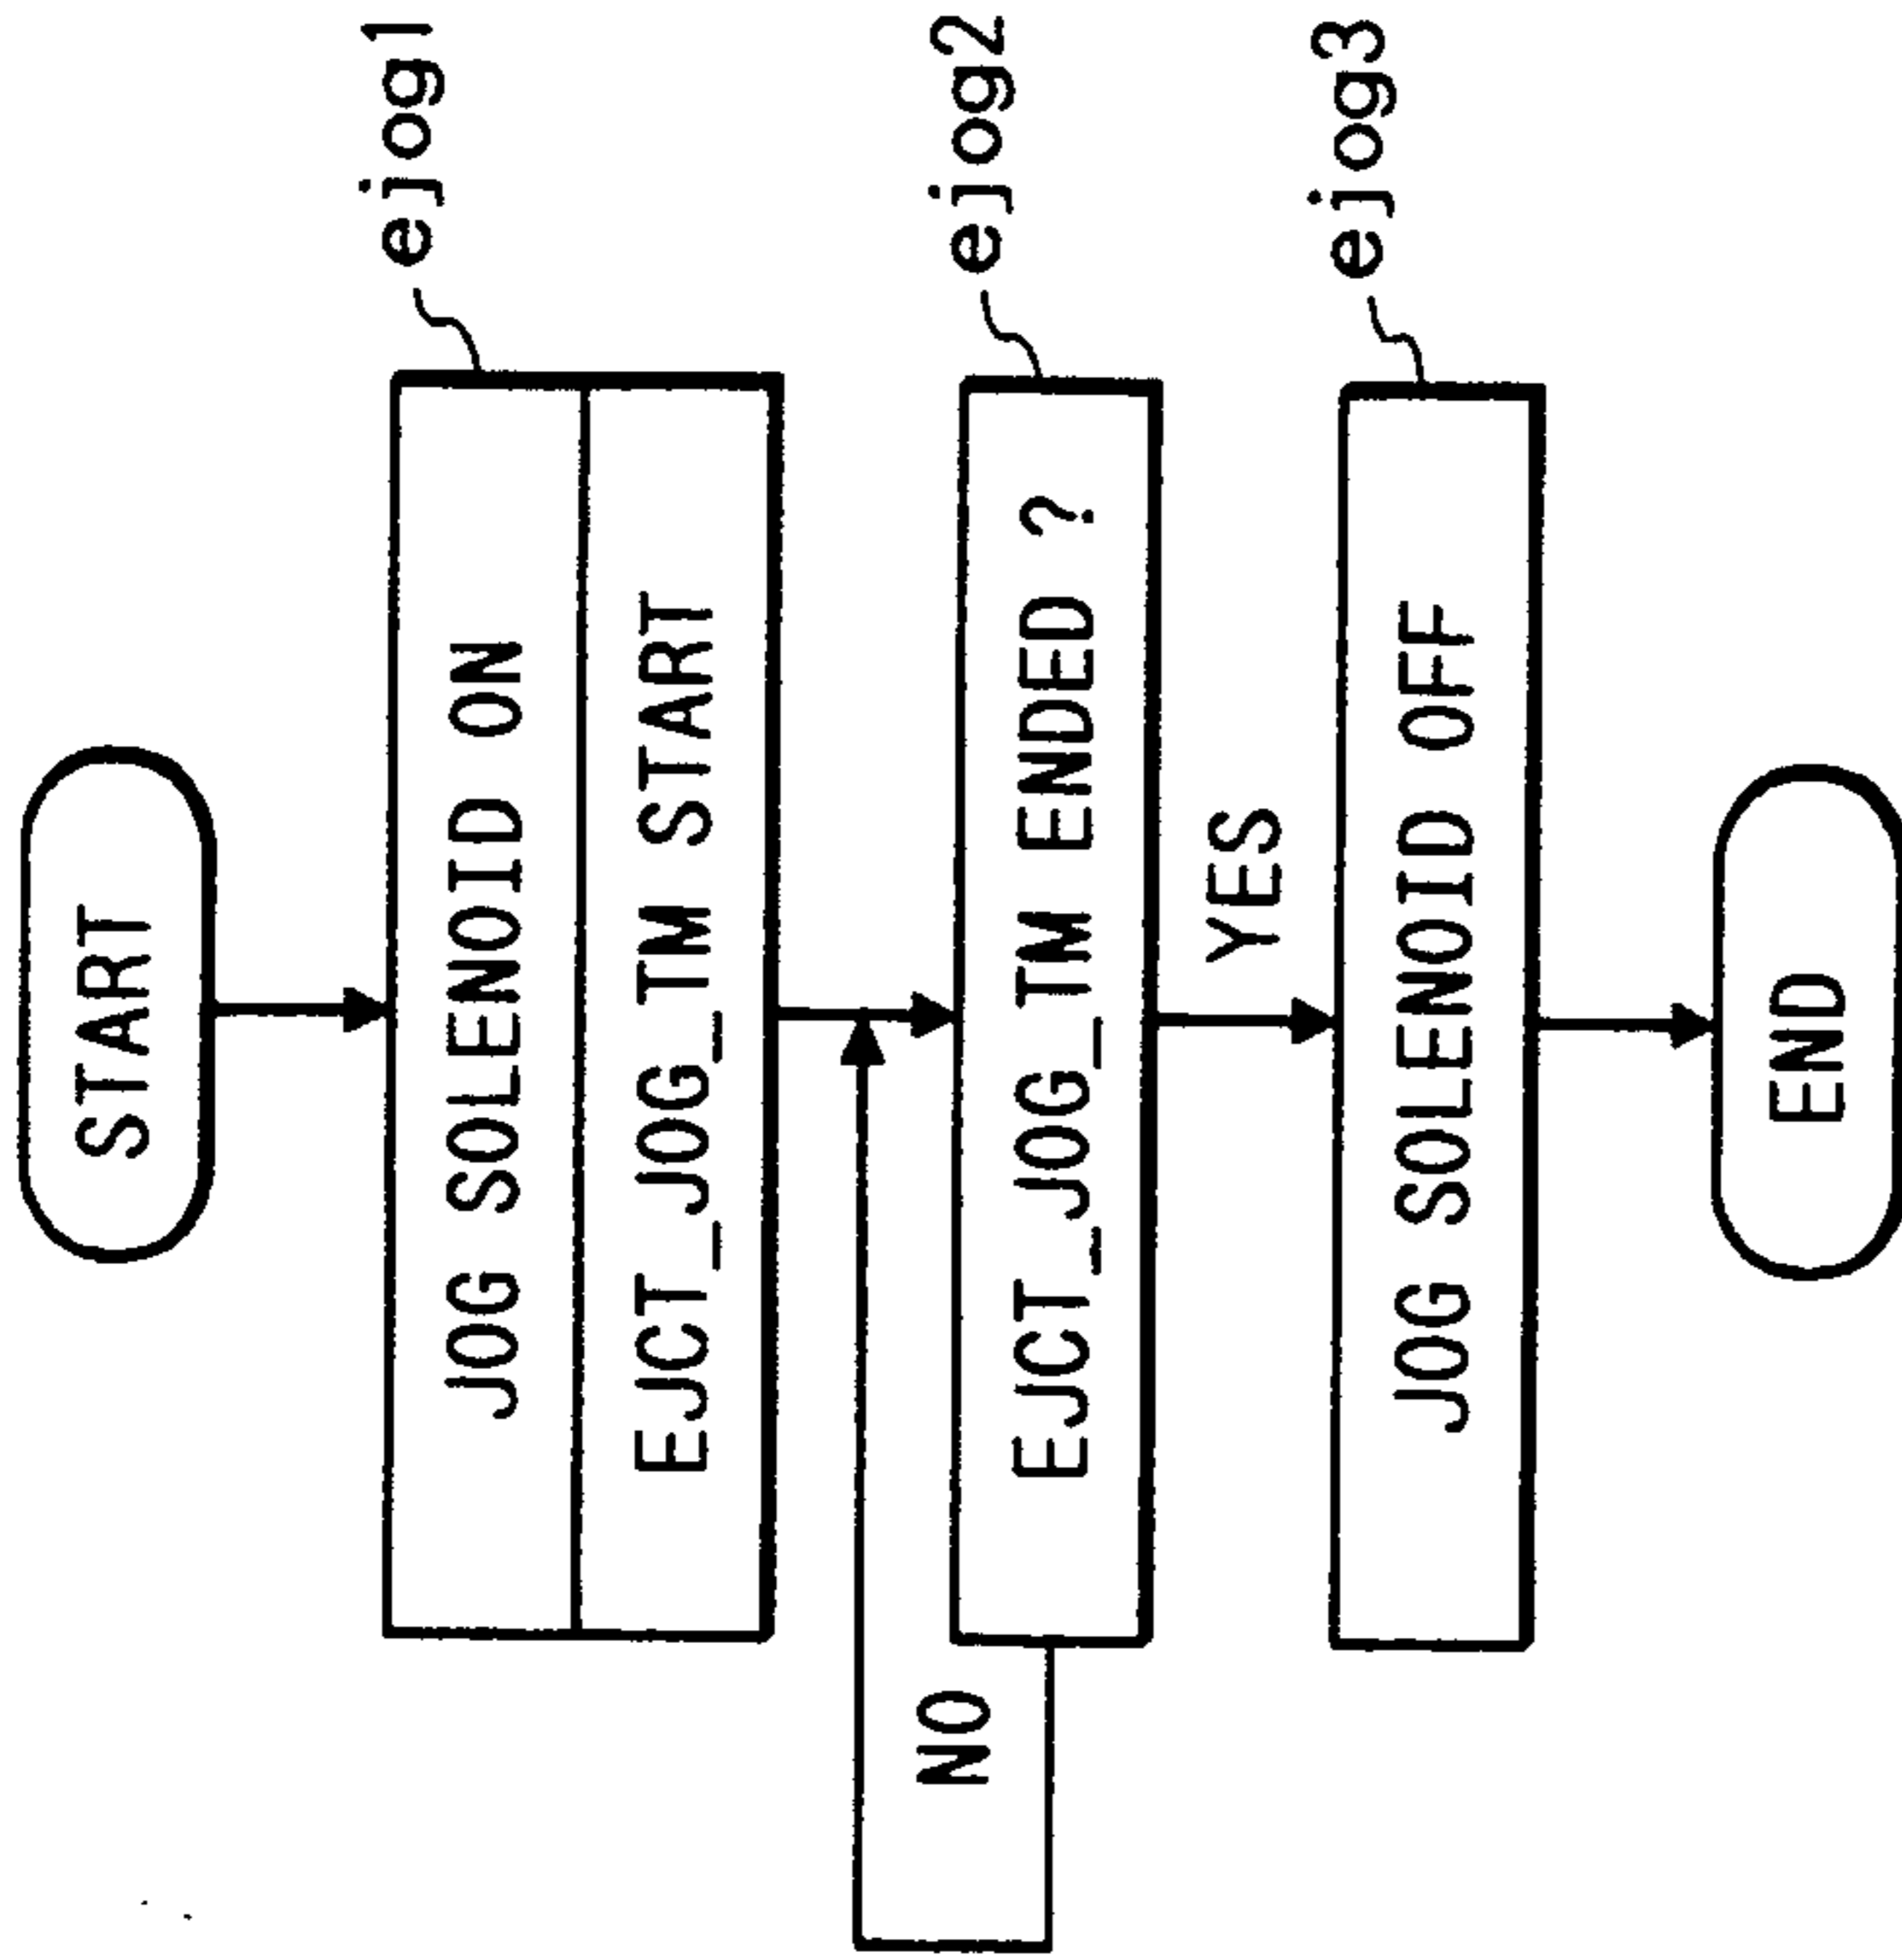 START
ejog1
JOG SOLENOID ON
EJCT_JOG_TM START
ejog2
EJCT_JOG_TM ENDED ?
NO
YES
ejog3
JOG SOLENOID OFF
END